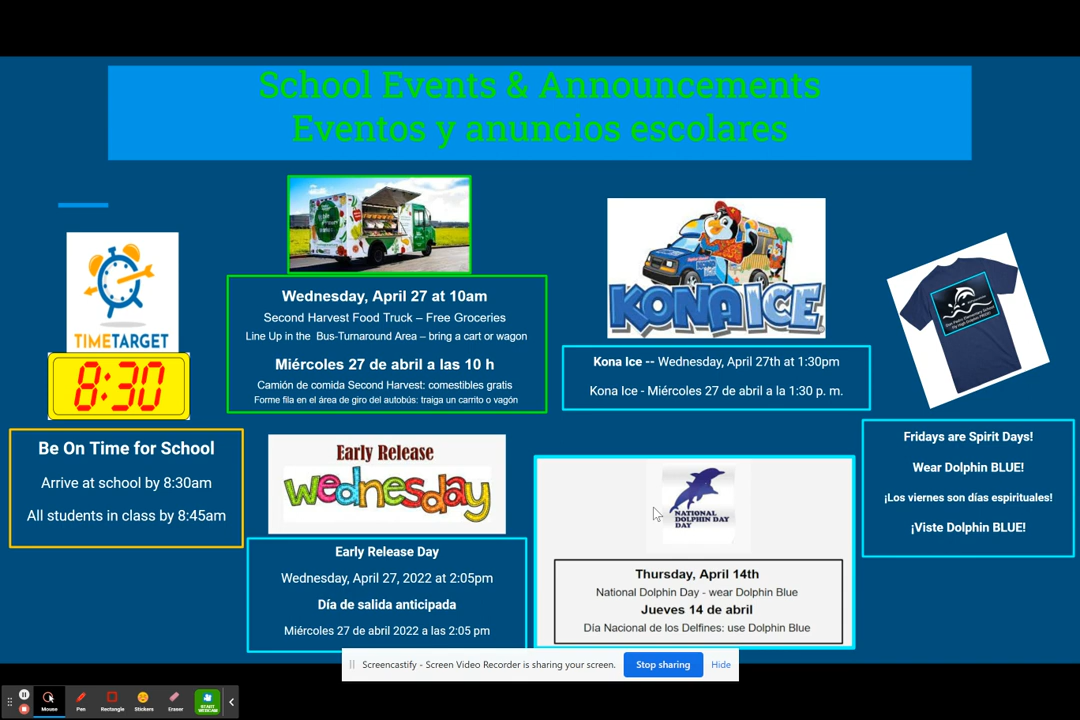 School Events & Announcements
Eventos y anuncios escolares
TIMETARGET
8:30
Be On Time for School
Arrive at school by 8:30am
All students in class by 8:45am
Wednesday, April 27 at 10am
Second Harvest Food Truck – Free Groceries
Line Up in the Bus-Turnaround Area – bring a cart or wagon
Miércoles 27 de abril a las 10 h
Camión de comida Second Harvest: comestibles gratis
Forme fila en el área de giro del autobús: traiga un carrito o vagón
Early Release
wednesday
Early Release Day
Wednesday, April 27, 2022 at 2:05pm
Día de salida anticipada
Miércoles 27 de abril 2022 a las 2:05 pm
KONA ICE
Kona Ice -- Wednesday, April 27th at 1:30pm
Kona Ice - Miércoles 27 de abril a la 1:30 p. m.
NATIONAL
DOLPHIN DAY
DAY
Thursday, April 14th
National Dolphin Day - wear Dolphin Blue
Jueves 14 de abril
Día Nacional de los Delfines: use Dolphin Blue
Fridays are Spirit Days!
Wear Dolphin BLUE!
¡Los viernes son días espirituales!
¡Viste Dolphin BLUE!
Screencastify - Screen Video Recorder is sharing your screen.
Stop sharing
Hide
Mouse
Pen
Rectangle
Stickers
Eraser
START
WEBCAM